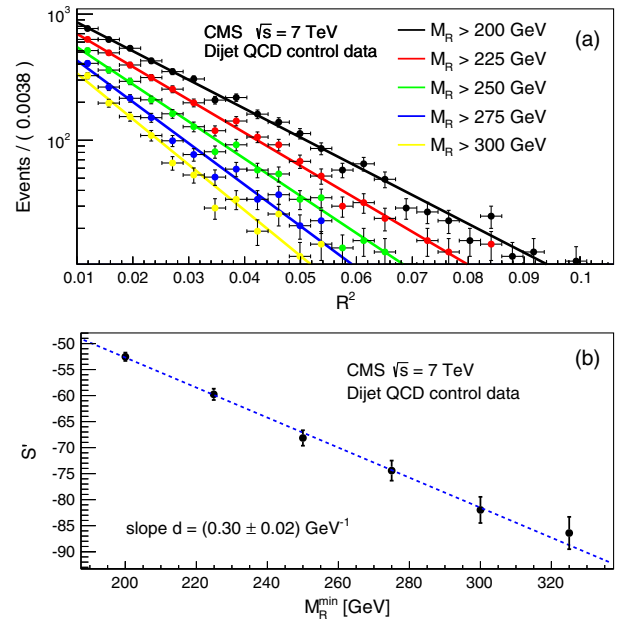 10³
CMS √s = 7 TeV
Dijet QCD control data
(a)
M_R > 200 GeV
M_R > 225 GeV
M_R > 250 GeV
M_R > 275 GeV
M_R > 300 GeV
10²
Events / ( 0.0038)
0.01 0.02 0.03 0.04 0.05 0.06 0.07 0.08 0.09 0.1
R²
(b)
CMS √s = 7 TeV
Dijet QCD control data
-50
-55
-60
-65
-70
-75
-80
-85
-90
S'
slope d = (0.30 ± 0.02) GeV⁻¹
200 220 240 260 280 300 320
M_R^min [GeV]